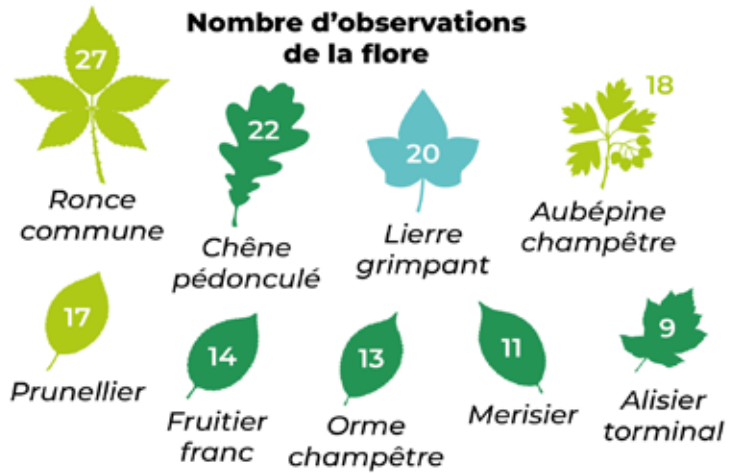 Nombre d'observations
de la flore
27
Ronce
commune
22
Chêne
pédonculé
20
Lierre
grimpant
18
Aubépine
champêtre
17
Prunellier
14
Fruitier
franc
13
Orme
champêtre
11
Merisier
9
Alisier
torminal